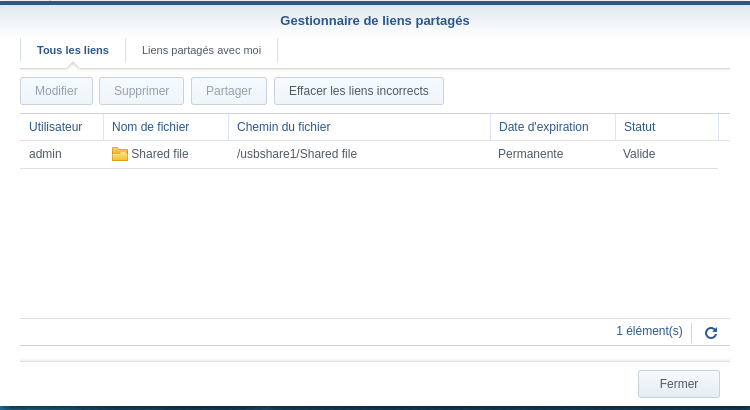 Gestionnaire de liens partagés
Tous les liens Liens partagés avec moi
Modifier Supprimer Partager Effacer les liens incorrects
Utilisateur Nom de fichier Chemin du fichier Date d'expiration Statut
admin Shared file /usbshare1/Shared file Permanente Valide
1 élément(s)
Fermer